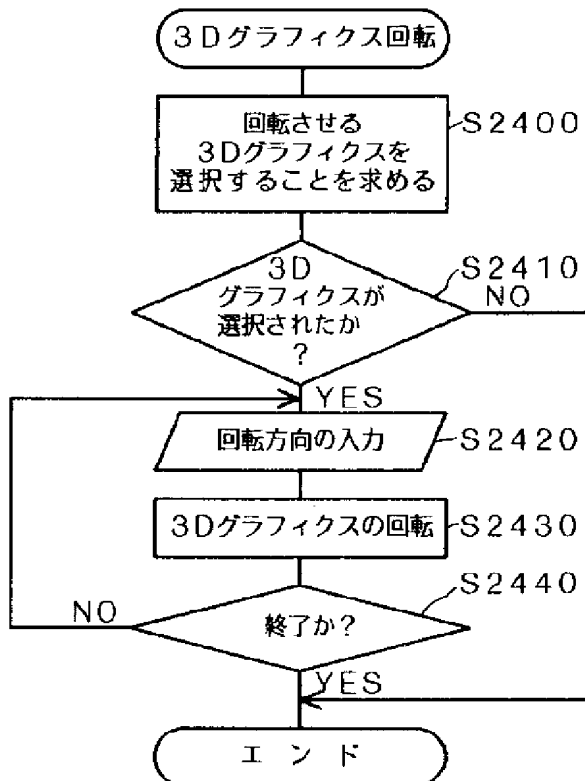 3Dグラフィクス回転
回転させる
3Dグラフィクスを
選択することを求める
S2400
3D
グラフィクスが
選択されたか
?
S2410
NO
YES
回転方向の入力
S2420
3Dグラフィクスの回転
S2430
S2440
NO
終了か?
YES
エンド